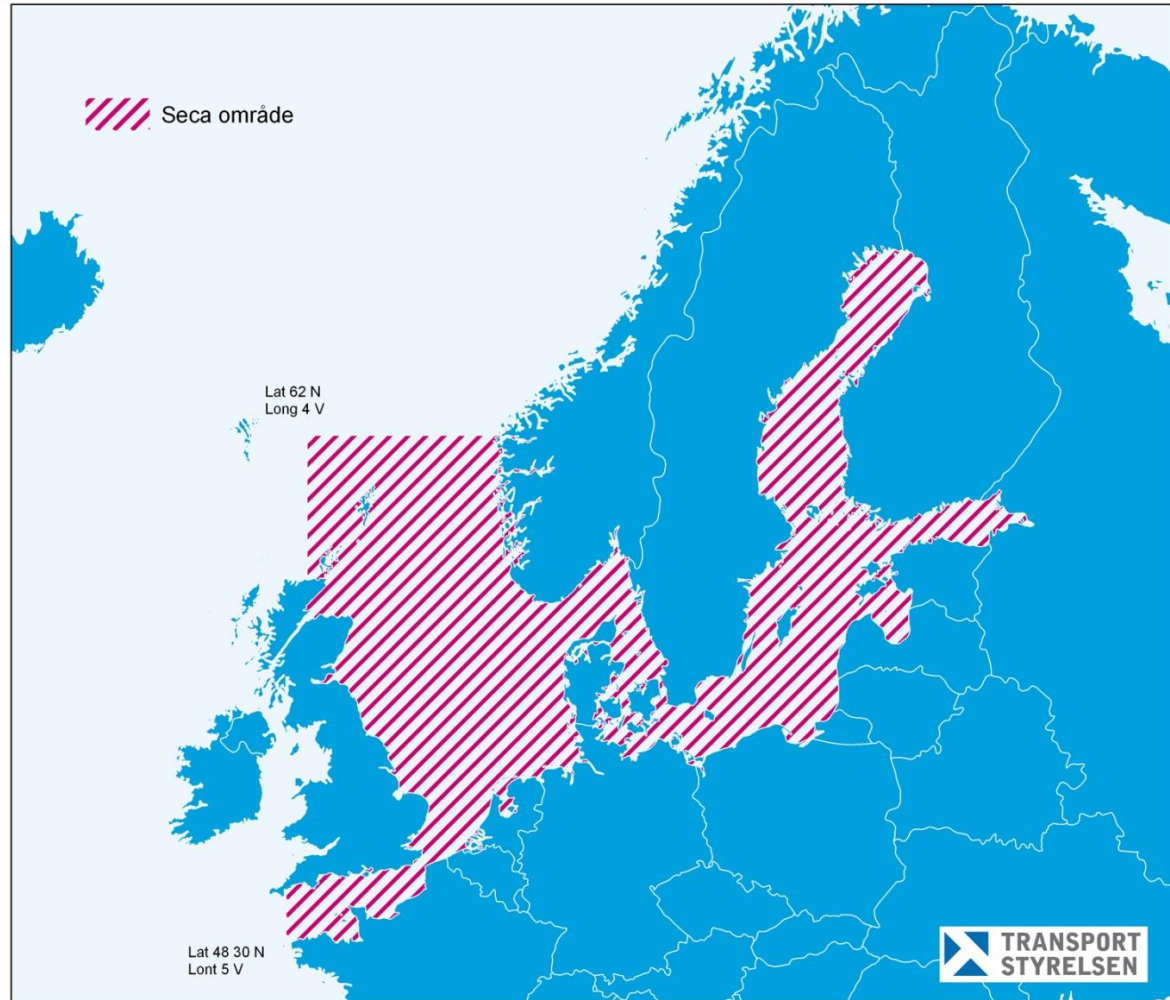 Seca område
Lat 62 N
Long 4 V
Lat 48 30 N
Lont 5 V
TRANSPORT
STYRELSEN